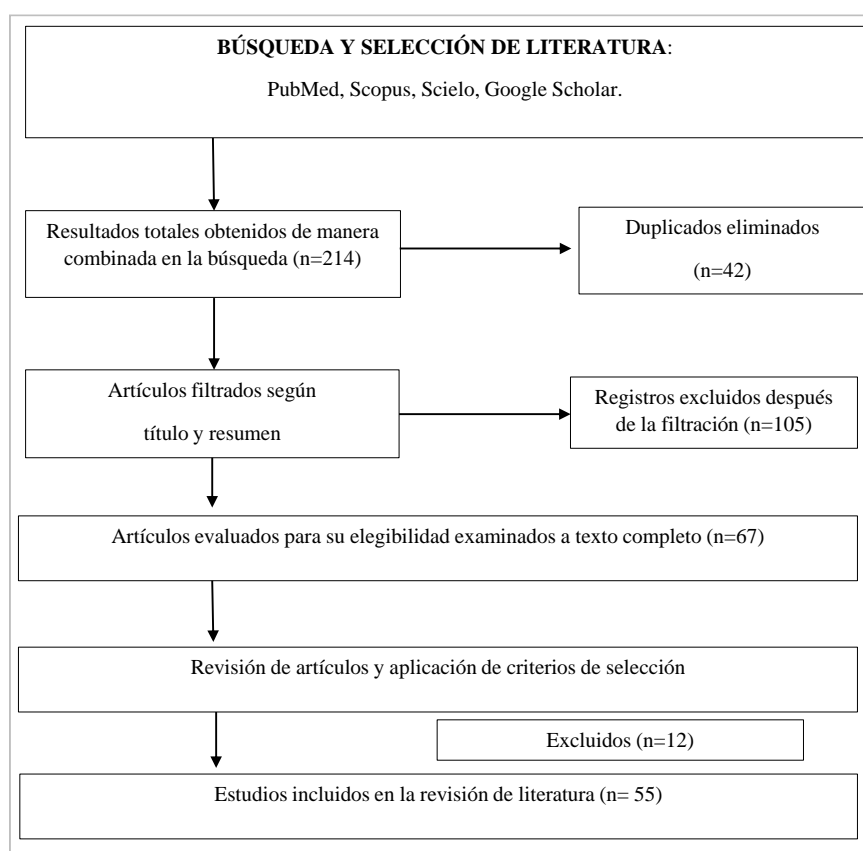 BÚSQUEDA Y SELECCIÓN DE LITERATURA:
PubMed, Scopus, Scielo, Google Scholar.
Resultados totales obtenidos de manera
combinada en la búsqueda (n=214)
Duplicados eliminados
(n=42)
Artículos filtrados según
título y resumen
Registros excluidos después
de la filtración (n=105)
Artículos evaluados para su elegibilidad examinados a texto completo (n=67)
Revisión de artículos y aplicación de criterios de selección
Excluidos (n=12)
Estudios incluidos en la revisión de literatura (n= 55)